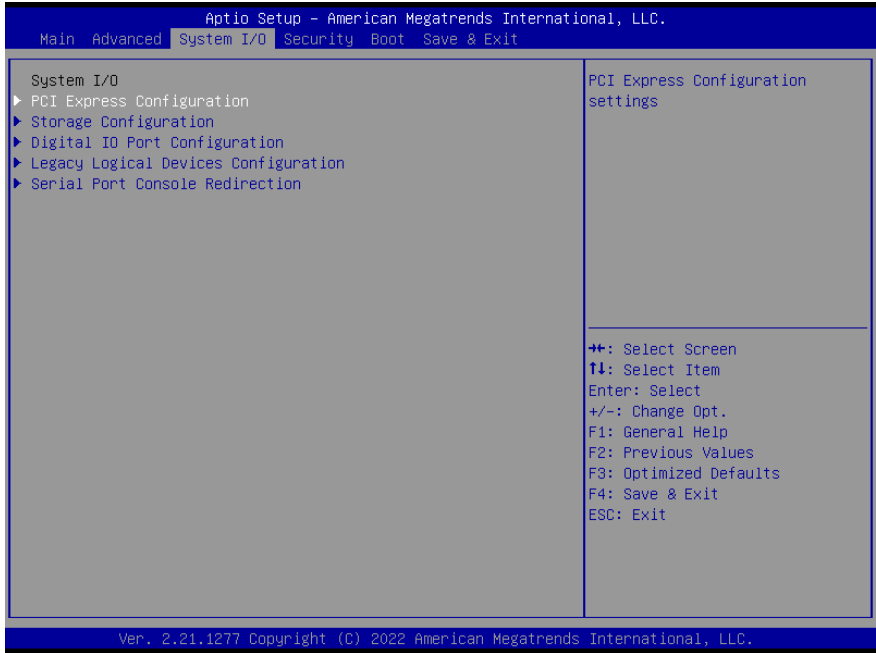 Aptio Setup – American Megatrends International, LLC.
Main Advanced System I/O Security Boot Save & Exit
System I/O
PCI Express Configuration
Storage Configuration
Digital IO Port Configuration
Legacy Logical Devices Configuration
Serial Port Console Redirection
PCI Express Configuration
settings
→←: Select Screen
↑↓: Select Item
Enter: Select
+/-: Change Opt.
F1: General Help
F2: Previous Values
F3: Optimized Defaults
F4: Save & Exit
ESC: Exit
Ver. 2.21.1277 Copyright (C) 2022 American Megatrends International, LLC.